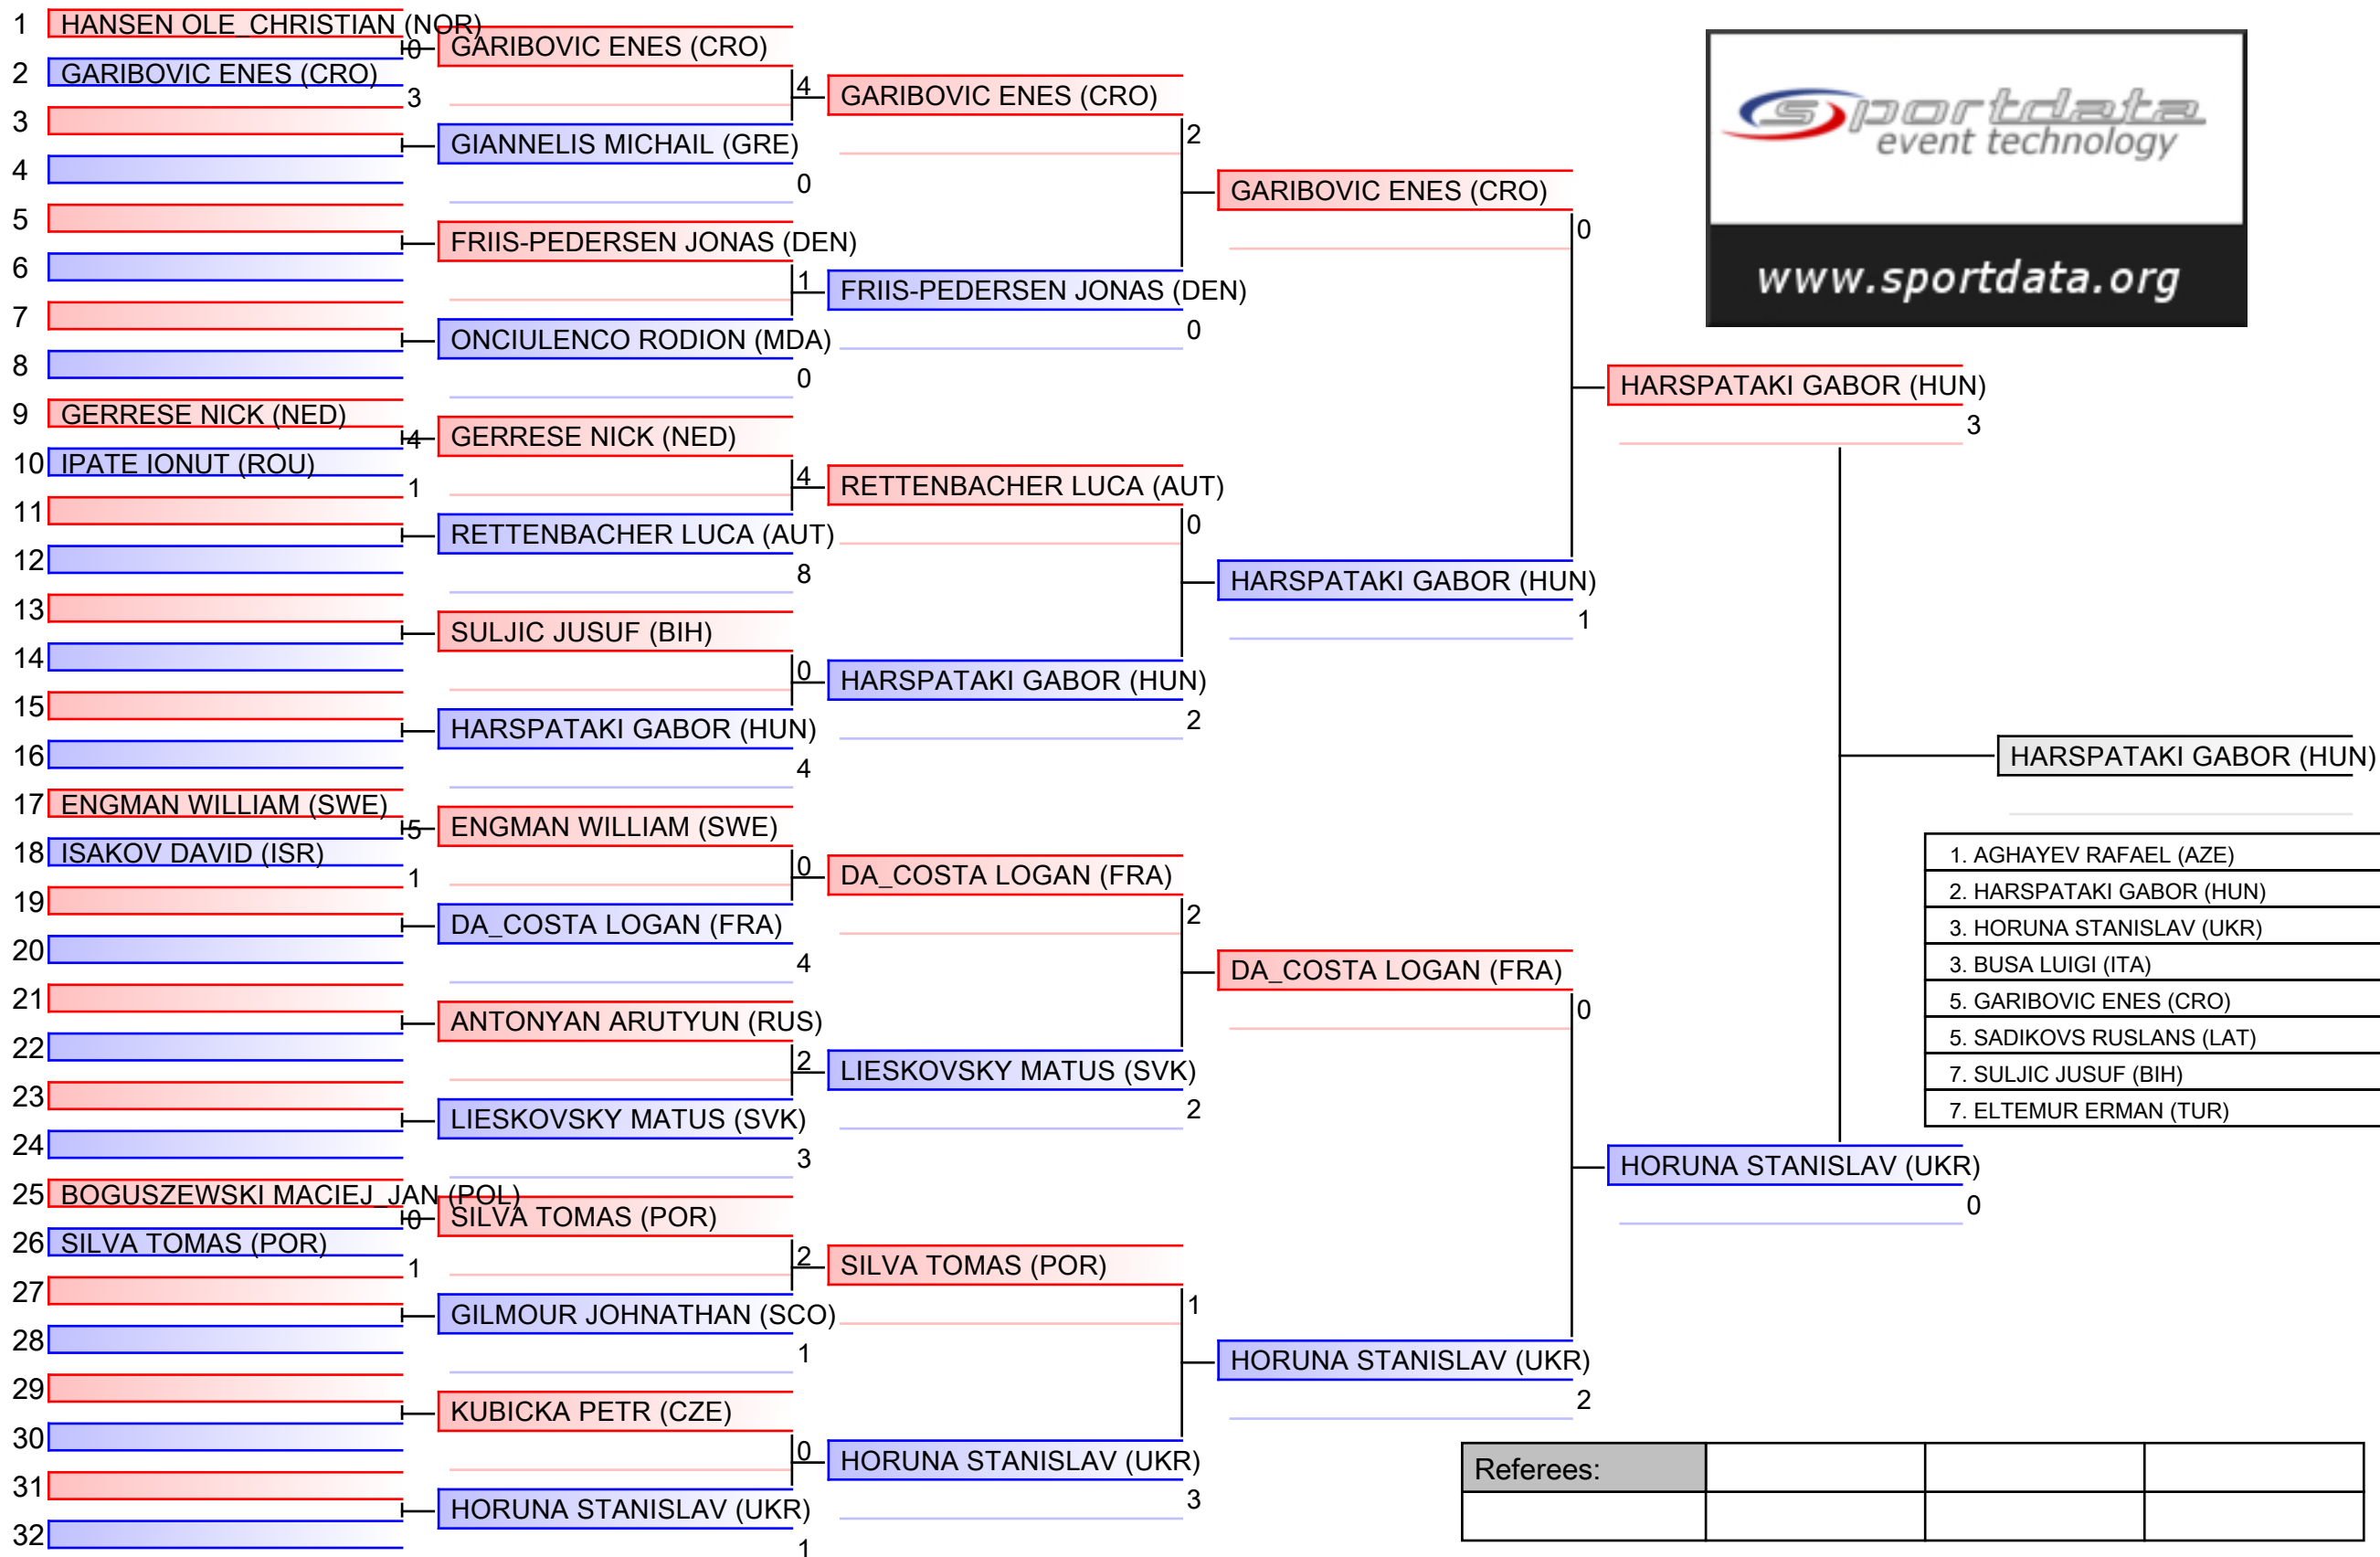 1 HANSEN OLE_CHRISTIAN (NOR)
0
2 GARIBOVIC ENES (CRO)
3
3
4
5
6
7
8
9 GERRESE NICK (NED)
4
10 IPATE IONUT (ROU)
1
11
12
13
14
15
16
17 ENGMAN WILLIAM (SWE)
5
18 ISAKOV DAVID (ISR)
1
19
20
21
22
23
24
25 BOGUSZEWSKI MACIEJ_JAN (POL)
0
26 SILVA TOMAS (POR)
1
27
28
29
30
31
32
GARIBOVIC ENES (CRO)
4
GIANNELIS MICHAIL (GRE)
0
FRIIS-PEDERSEN JONAS (DEN)
1
ONCIULENCO RODION (MDA)
0
GERRESE NICK (NED)
4
RETTENBACHER LUCA (AUT)
8
SULJIC JUSUF (BIH)
0
HARSPATAKI GABOR (HUN)
4
ENGMAN WILLIAM (SWE)
0
DA_COSTA LOGAN (FRA)
4
ANTONYAN ARUTYUN (RUS)
2
LIESKOVSKY MATUS (SVK)
3
SILVA TOMAS (POR)
2
GILMOUR JOHNATHAN (SCO)
1
KUBICKA PETR (CZE)
0
HORUNA STANISLAV (UKR)
1
GARIBOVIC ENES (CRO)
2
FRIIS-PEDERSEN JONAS (DEN)
0
RETTENBACHER LUCA (AUT)
0
HARSPATAKI GABOR (HUN)
2
DA_COSTA LOGAN (FRA)
2
LIESKOVSKY MATUS (SVK)
2
SILVA TOMAS (POR)
1
HORUNA STANISLAV (UKR)
3
GARIBOVIC ENES (CRO)
0
HARSPATAKI GABOR (HUN)
1
DA_COSTA LOGAN (FRA)
0
HORUNA STANISLAV (UKR)
2
HARSPATAKI GABOR (HUN)
3
HORUNA STANISLAV (UKR)
0
HARSPATAKI GABOR (HUN)
sportdata
event technology
www.sportdata.org
1. AGHAYEV RAFAEL (AZE)
2. HARSPATAKI GABOR (HUN)
3. HORUNA STANISLAV (UKR)
3. BUSA LUIGI (ITA)
5. GARIBOVIC ENES (CRO)
5. SADIKOVS RUSLANS (LAT)
7. SULJIC JUSUF (BIH)
7. ELTEMUR ERMAN (TUR)
Referees: